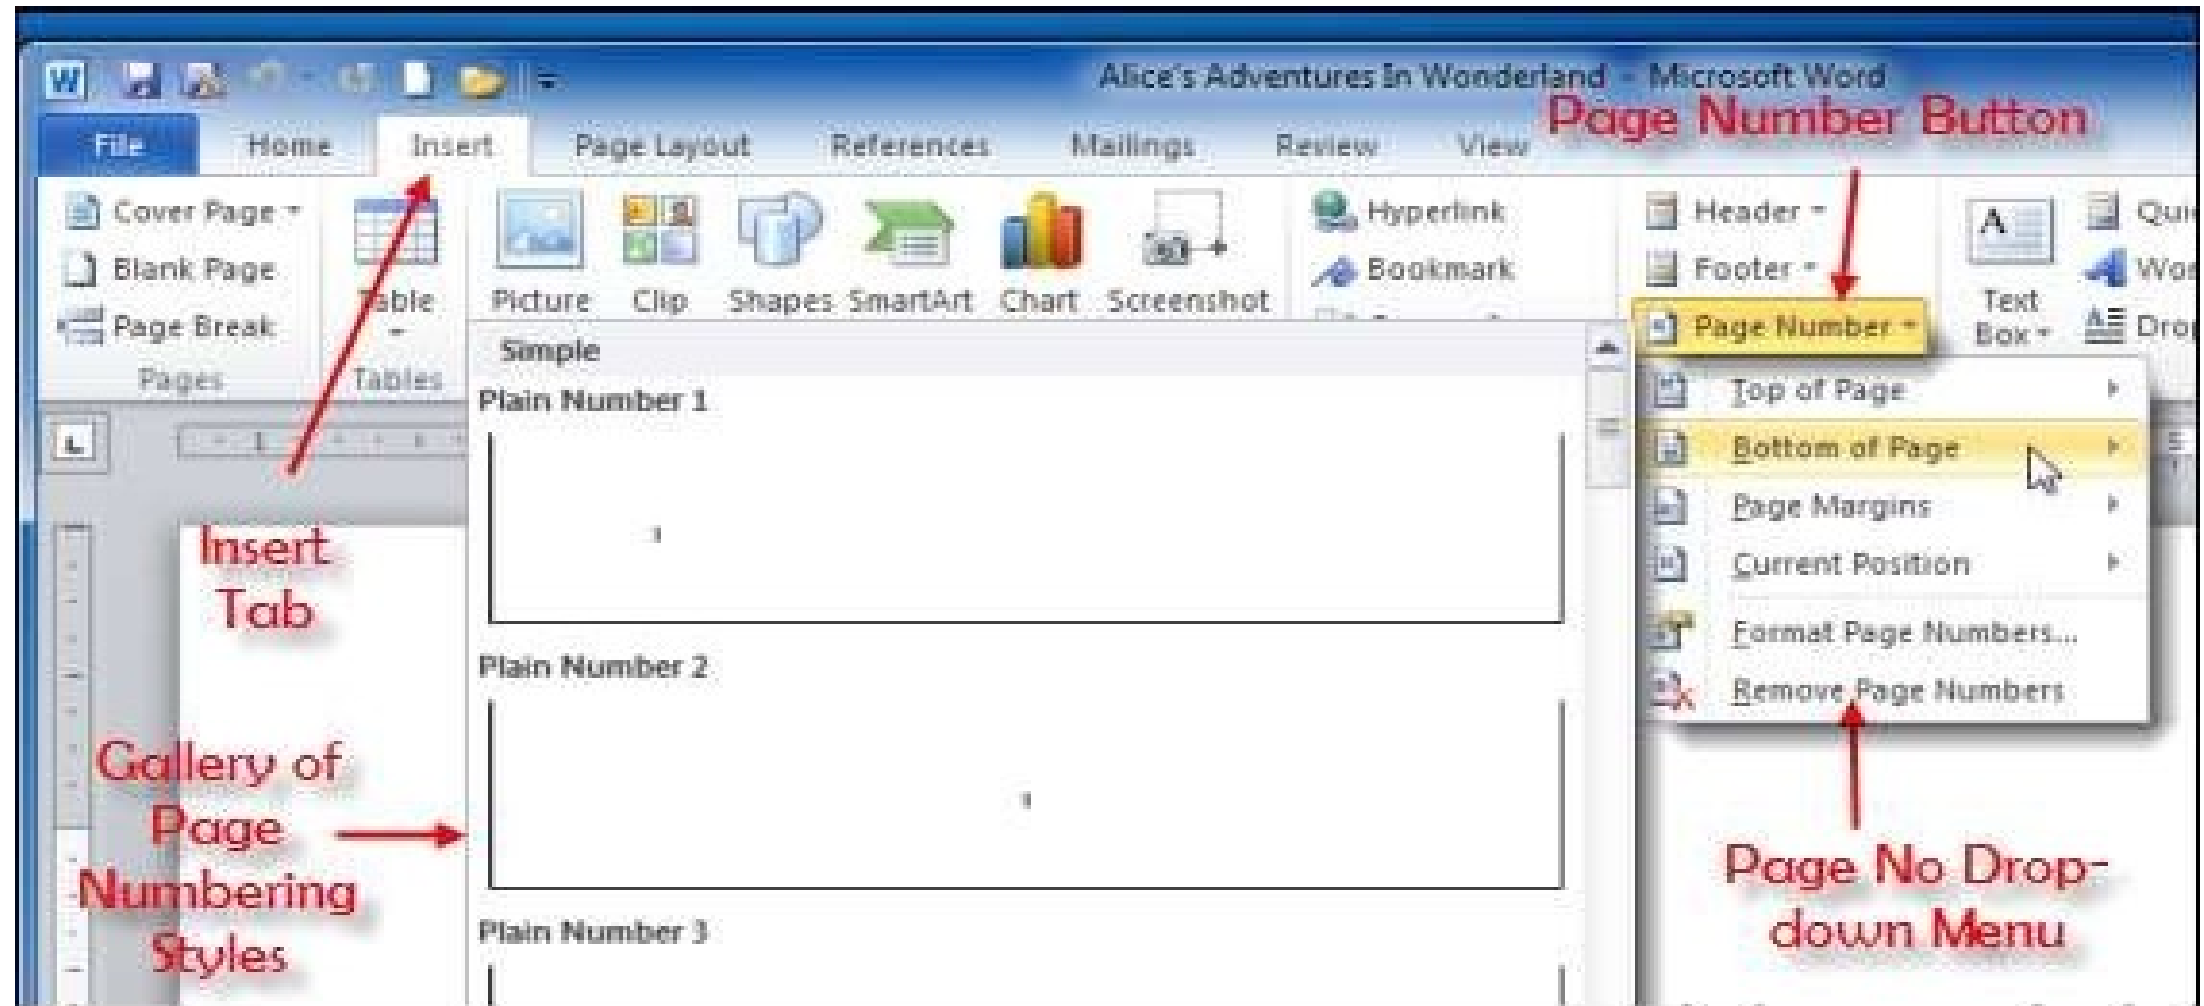 W
Alice's Adventures In Wonderland - Microsoft Word
Page Number Button
File Home Insert Page Layout References Mailings Review View
Cover Page
Blank Page
Page Break
Pages
Table
Tables
Picture Clip Shapes SmartArt Chart Screenshot
Hyperlink
Bookmark
Header
Footer
Page Number
A
Text
Box
Simple
Plain Number 1
1
Plain Number 2
1
Plain Number 3
Top of Page
Bottom of Page
Page Margins
Current Position
Format Page Numbers...
Remove Page Numbers
Insert
Tab
Gallery of
Page
Numbering
Styles
Page No Drop-
down Menu